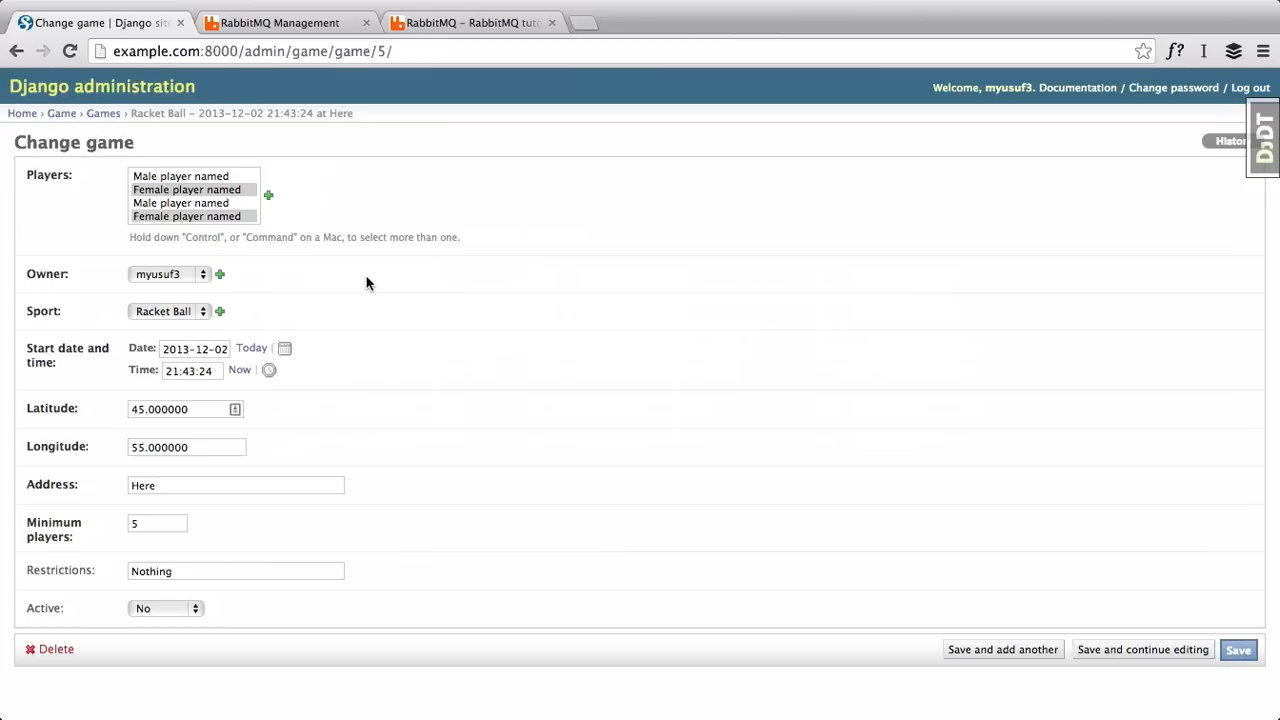 Change game | Django site
RabbitMQ Management
RabbitMQ - RabbitMQ tuto
example.com:8000/admin/game/game/5/
f?
Django administration
Welcome, myusuf3. Documentation / Change password / Log out
Home › Game › Games › Racket Ball - 2013-12-02 21:43:24 at Here
Change game
Histor
DjDT
Players:
Male player named
Female player named
Male player named
Female player named
Hold down "Control", or "Command" on a Mac, to select more than one.
Owner:
myusuf3
Sport:
Racket Ball
Start date and time:
Date: 2013-12-02 Today |
Time: 21:43:24 Now |
Latitude:
45.000000
Longitude:
55.000000
Address:
Here
Minimum players:
5
Restrictions:
Nothing
Active:
No
Delete
Save and add another
Save and continue editing
Save